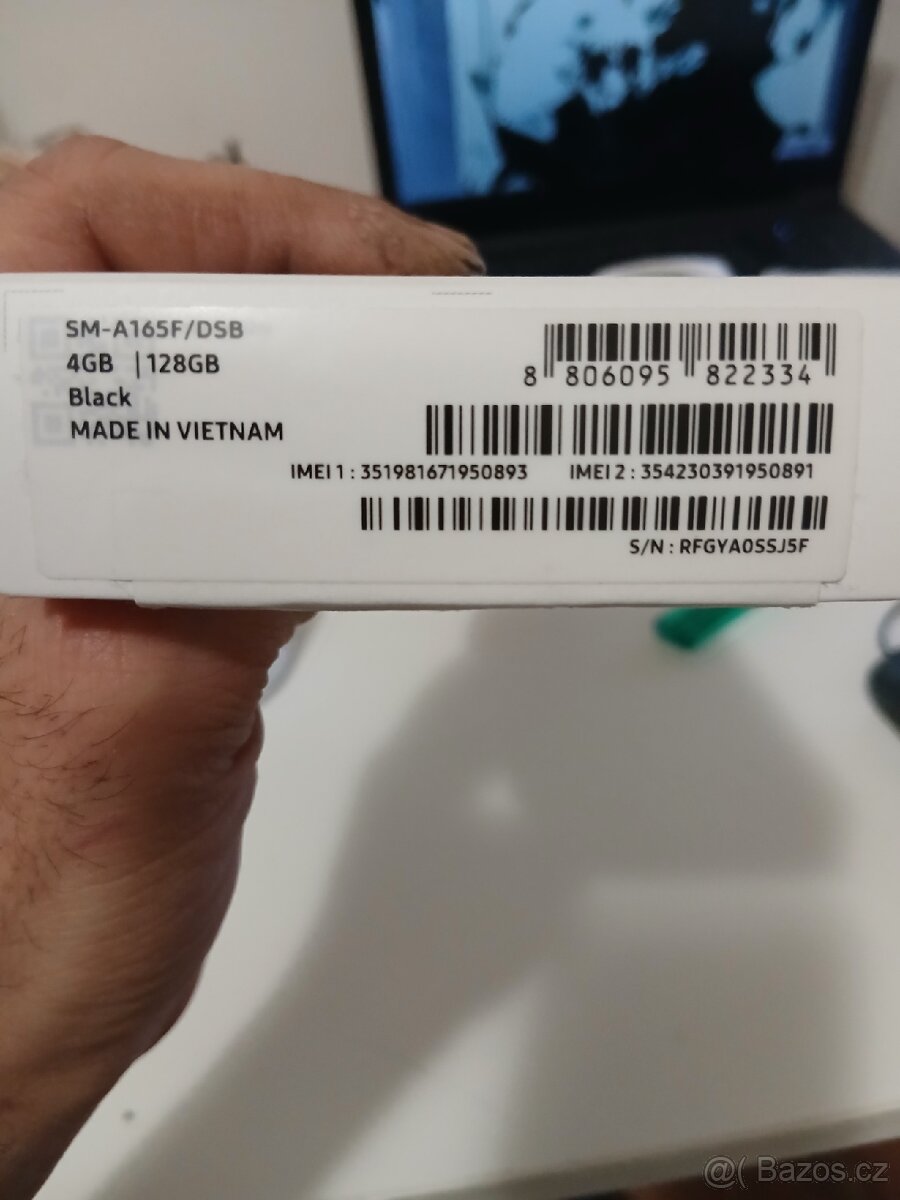 SM-A165F/DSB
4GB | 128GB
Black
MADE IN VIETNAM
8 806095 822334
IMEI 1 : 351981671950893 IMEI 2 : 354230391950891
S/N : RFGYA0SSJ5F
@( Bazos.cz